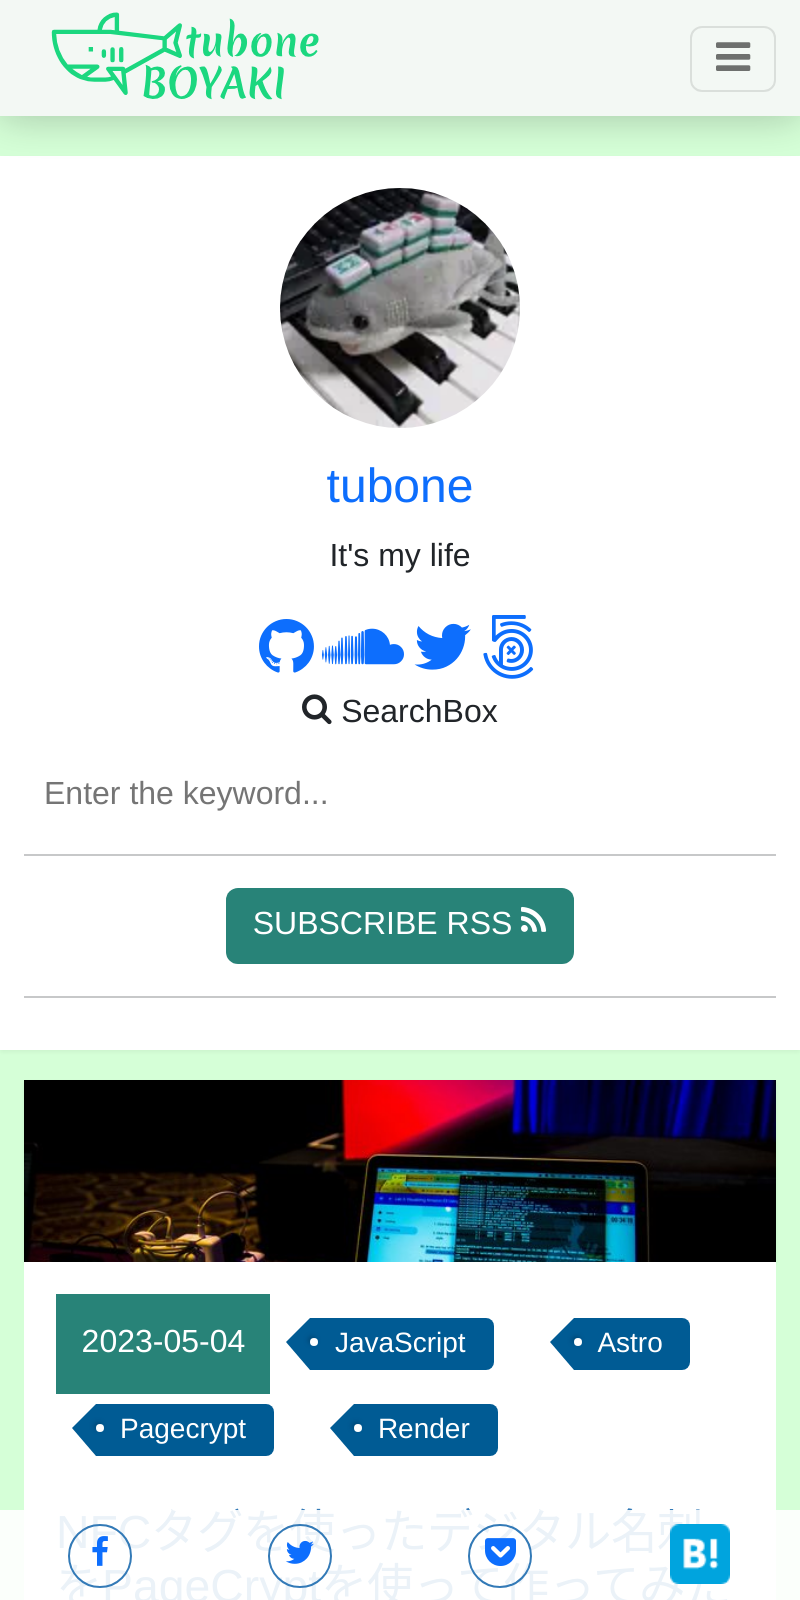 tubone
BOYAKI
tubone
It's my life
SearchBox
Enter the keyword...
SUBSCRIBE RSS
2023-05-04
JavaScript
Astro
Pagecrypt
Render
NFCタグを使ったデジタル名刺
をPageCryptを使って作ってみた
B!